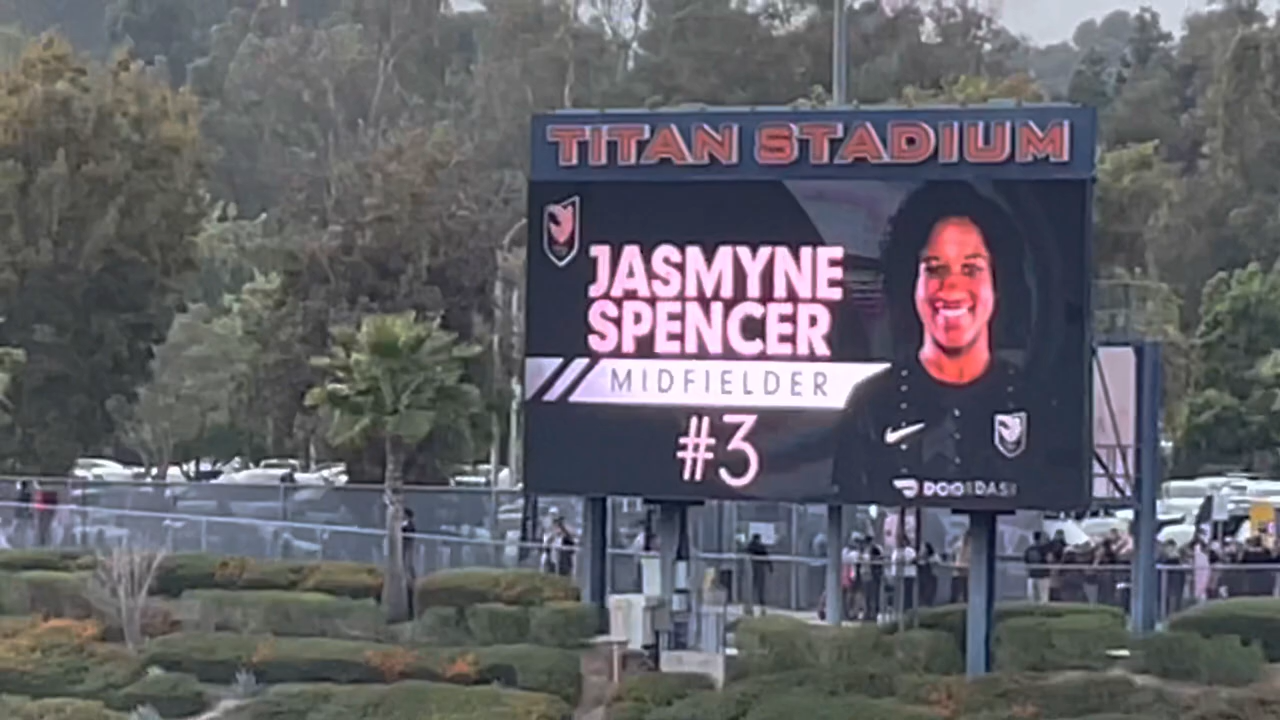 TITAN STADIUM
JASMYNE
SPENCER
MIDFIELDER
#3
DOORDASH